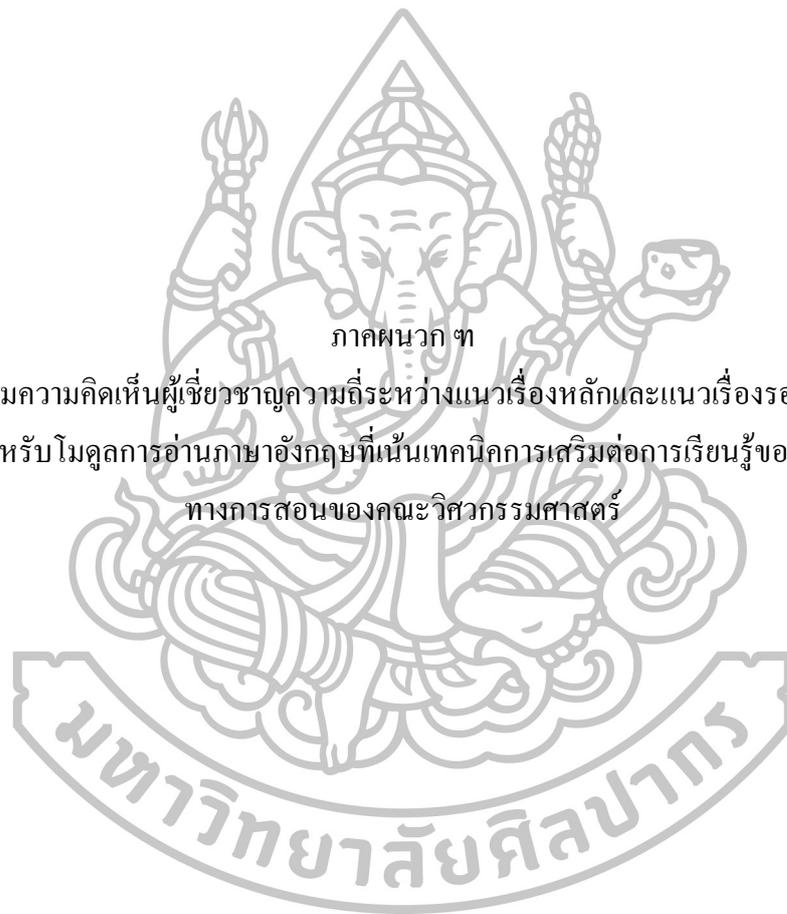 ภาคผนวก ฑ
มความคิดเห็นผู้เชี่ยวชาญความถี่ระหว่างแนวเรื่องหลักและแนวเรื่องรอ
หรับโมดูลการอ่านภาษาอังกฤษที่เน้นเทคนิคการเสริมต่อการเรียนรู้ขอ
ทางการสอนของคณะวิศวกรรมศาสตร์
มหาวิทยาลัยศิลปากร